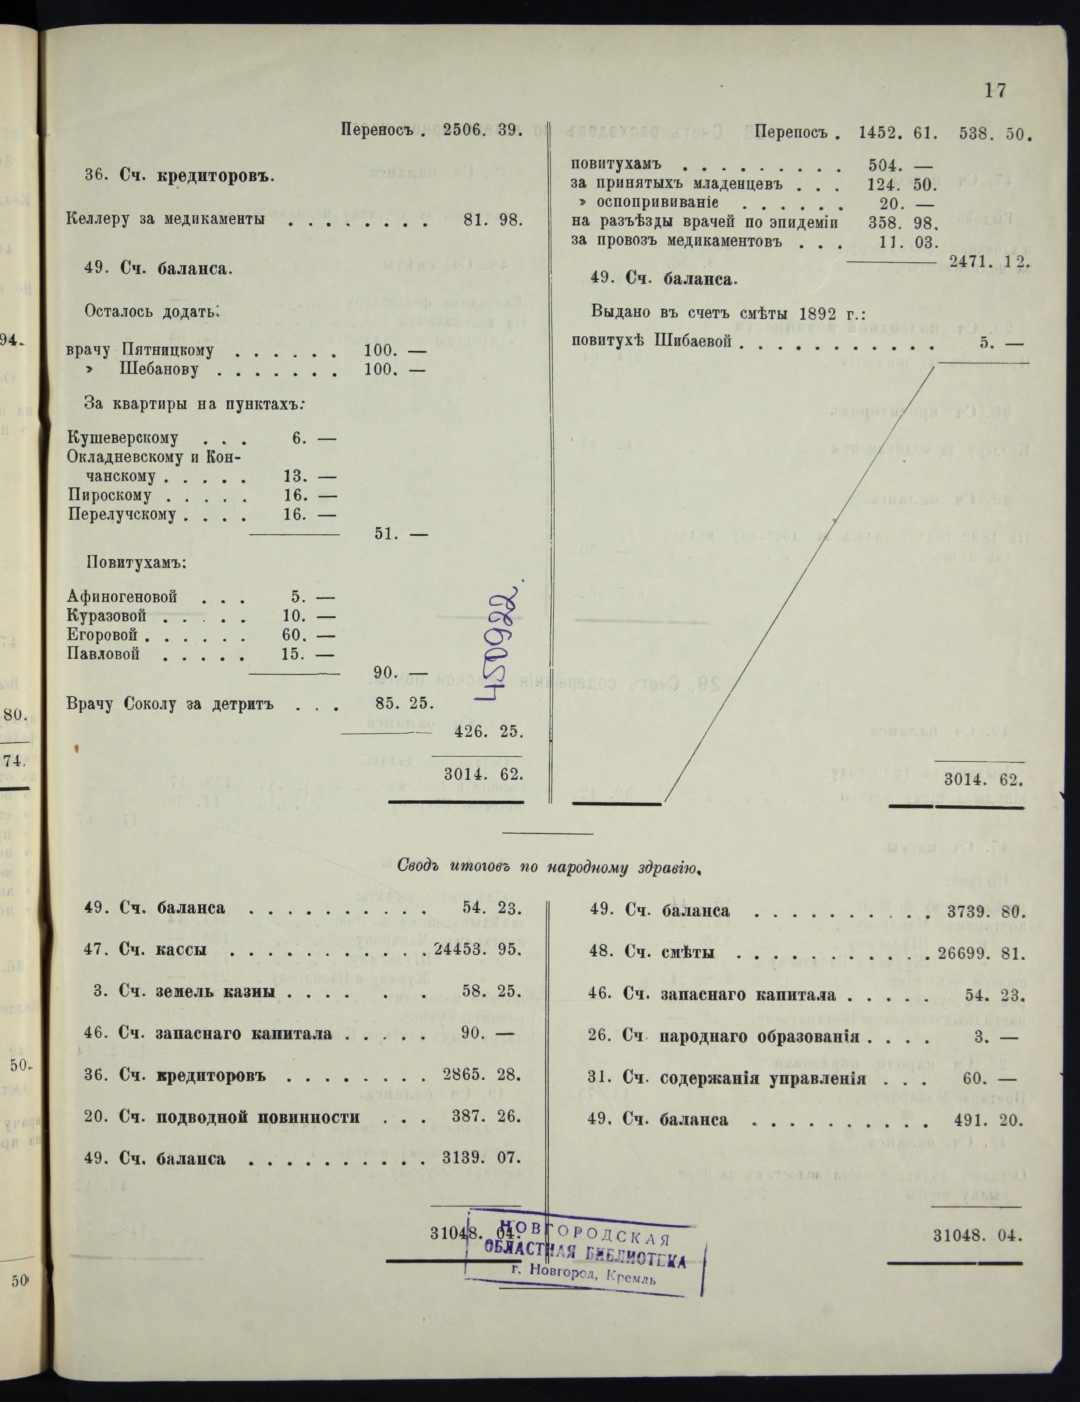 17
Переносъ . 2506. 39.
36. Сч. кредиторовъ.
Келлеру за медикаменты . . . . . . . . 81. 98.
49. Сч. баланса.
Осталось додать:
врачу Пятницкому . . . . . . 100. —
» Шебанову . . . . . . . 100. —
За квартиры на пунктахъ:
Кушеверскому . . . 6. —
Окладневскому и Кон-
чанскому . . . . . 13. —
Пироскому . . . . . 16. —
Перелучскому . . . . 16. —
51. —
Повитухамъ:
Афиногеновой . . . 5. —
Куразовой . . . . . 10. —
Егоровой . . . . . . 60. —
Павловой . . . . . 15. —
90. —
Врачу Соколу за детритъ . . . 85. 25.
426. 25.
3014. 62.
450922.
Переносъ . 1452. 61. 538. 50.
повитухамъ . . . . . . . . . 504. —
за принятыхъ младенцевъ . . . 124. 50.
» оспопрививаніе . . . . . . 20. —
на разъѣзды врачей по эпидеміи 358. 98.
за провозъ медикаментовъ . . . 11. 03.
2471. 12.
49. Сч. баланса.
Выдано въ счетъ смѣты 1892 г.:
повитухѣ Шибаевой . . . . . . . . . . . 5. —
3014. 62.
Сводъ итоговъ по народному здравію.
49. Сч. баланса . . . . . . . . . . 54. 23.
47. Сч. кассы . . . . . . . . . . . 24453. 95.
3. Сч. земель казны . . . . . . 58. 25.
46. Сч. запаснаго капитала . . . . . 90. —
36. Сч. кредиторовъ . . . . . . . . 2865. 28.
20. Сч. подводной повинности . . . 387. 26.
49. Сч. баланса . . . . . . . . . . 3139. 07.
31048. 04.
49. Сч. баланса . . . . . . . . . . 3739. 80.
48. Сч. смѣты . . . . . . . . . . . 26699. 81.
46. Сч. запаснаго капитала . . . . . 54. 23.
26. Сч народнаго образованія . . . . 3. —
31. Сч. содержанія управленія . . . 60. —
49. Сч. баланса . . . . . . . . . . 491. 20.
31048. 04.
НОВГОРОДСКАЯ
ОБЛАСТНАЯ БИБЛИОТЕКА
г. Новгород, Кремль
94.
80.
74.
50.
50